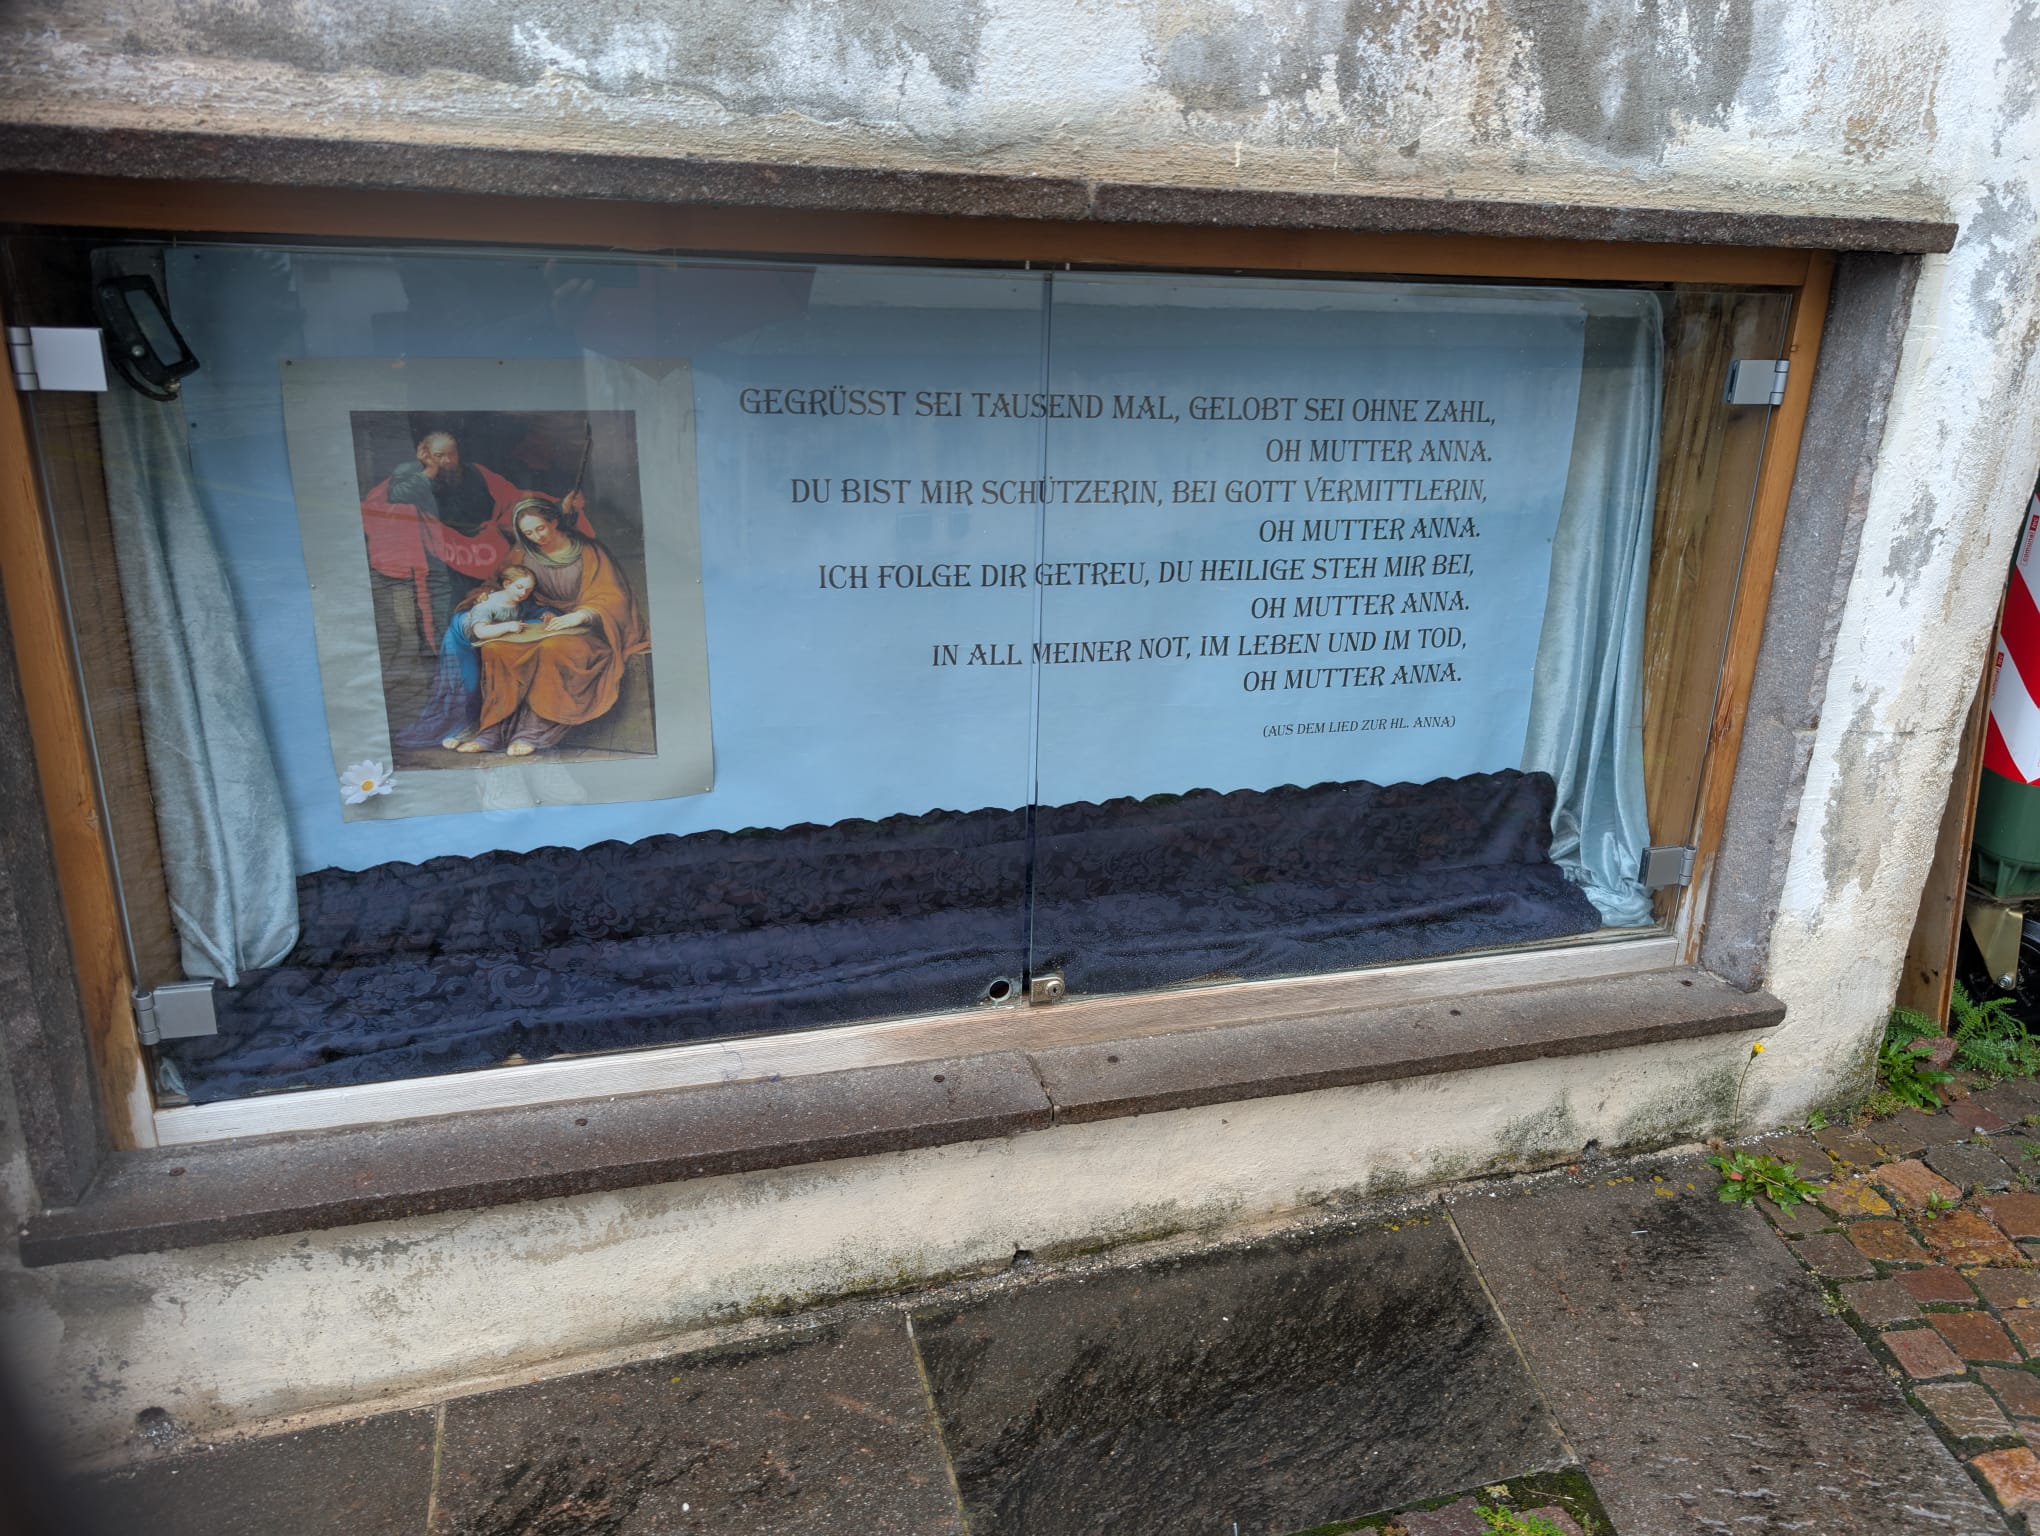 GEGRÜSST SEI TAUSEND MAL, GELOBT SEI OHNE ZAHL,
OH MUTTER ANNA.
DU BIST MIR SCHÜTZERIN, BEI GOTT VERMITTLERIN,
OH MUTTER ANNA.
ICH FOLGE DIR GETREU, DU HEILIGE STEH MIR BEI,
OH MUTTER ANNA.
IN ALL MEINER NOT, IM LEBEN UND IM TOD,
OH MUTTER ANNA.
(AUS DEM LIED ZUR HL. ANNA)